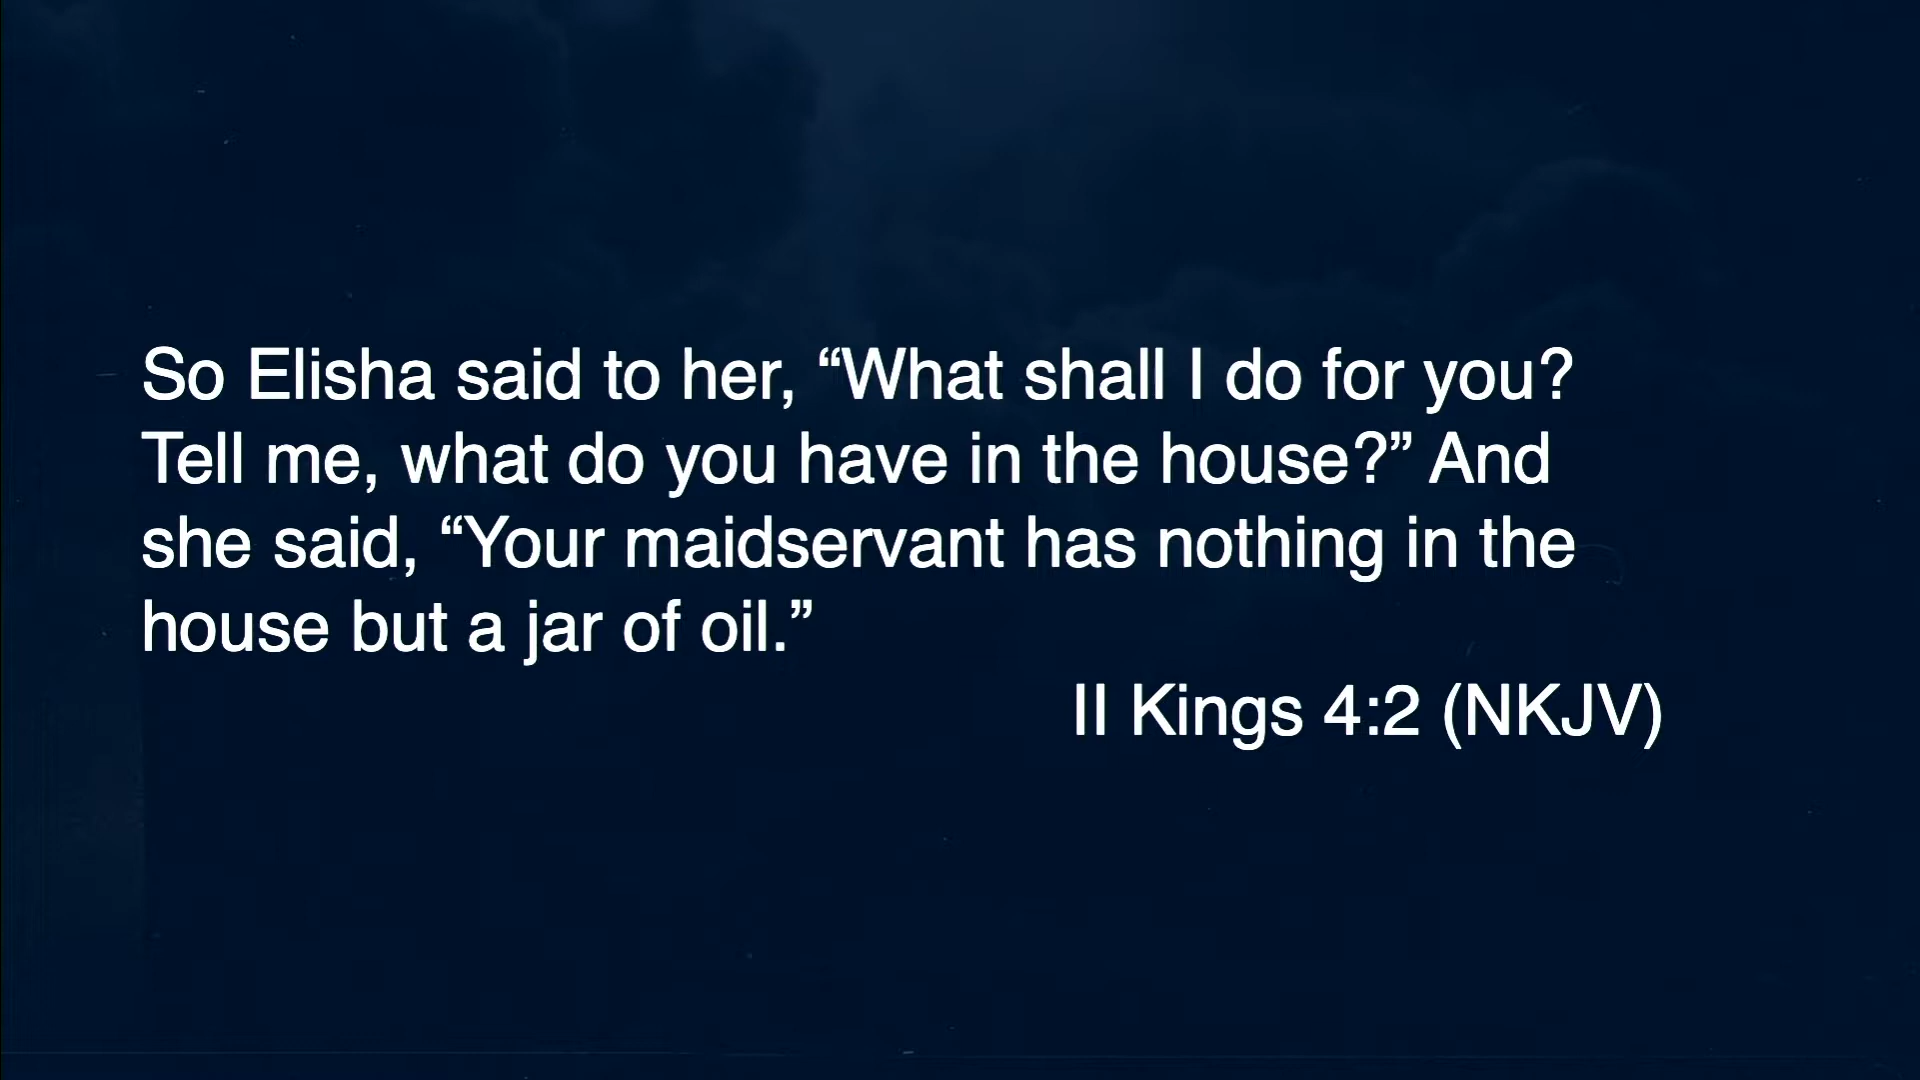 So Elisha said to her, “What shall I do for you?
Tell me, what do you have in the house?” And
she said, “Your maidservant has nothing in the
house but a jar of oil.”
II Kings 4:2 (NKJV)